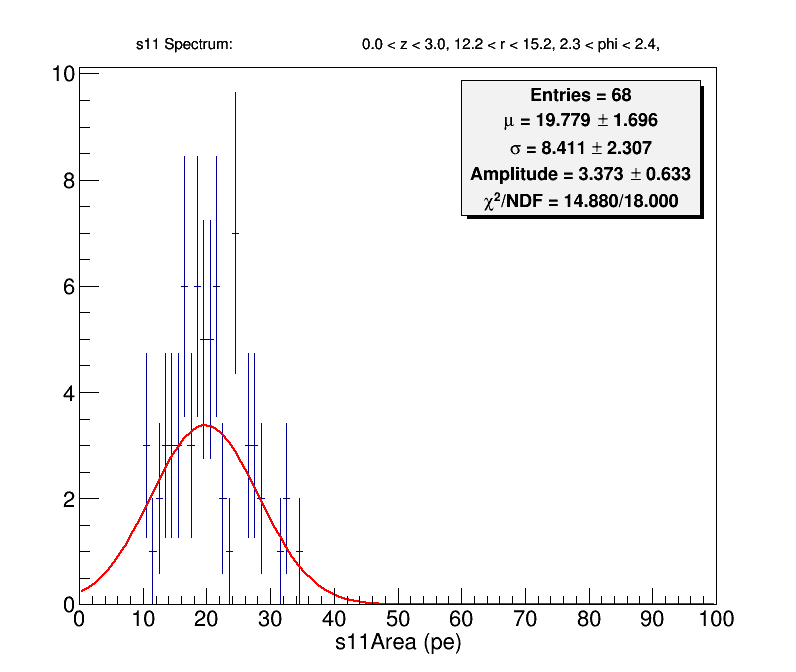 s11 Spectrum: 0.0 < z < 3.0, 12.2 < r < 15.2, 2.3 < phi < 2.4,
Entries = 68
μ = 19.779 ± 1.696
σ = 8.411 ± 2.307
Amplitude = 3.373 ± 0.633
χ²/NDF = 14.880/18.000
10
8
6
4
2
0
0 10 20 30 40 50 60 70 80 90 100
s11Area (pe)